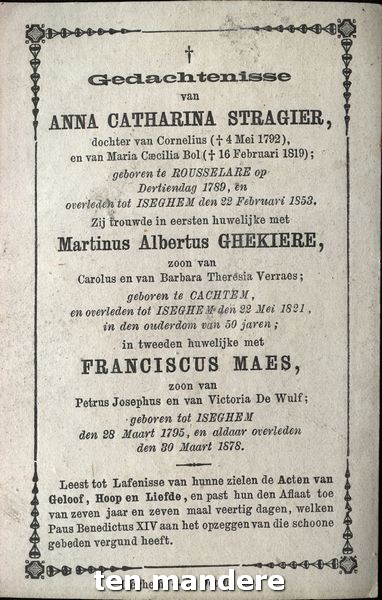 †
Gedachtenisse
van
ANNA CATHARINA STRAGIER,
dochter van Cornelius († 4 Mei 1792),
en van Maria Cæcilia Bol († 16 Februari 1819);
geboren te ROUSSELARE op
Dertiendag 1789, en
overleden tot ISEGHEM den 22 Februari 1853.
Zij trouwde in eersten huwelijke met
Martinus Albertus GHEKIERE,
zoon van
Carolus en van Barbara Theresia Verraes;
geboren te CACHTEM,
en overleden tot ISEGHEM den 22 Mei 1821,
in den ouderdom van 50 jaren;
in tweeden huwelijke met
FRANCISCUS MAES,
zoon van
Petrus Josephus en van Victoria De Wulf;
geboren tot ISEGHEM
den 28 Maart 1795, en aldaar overleden
den 30 Maart 1878.
Leest tot Lafenisse van hunne zielen de Acten van
Geloof, Hoop en Liefde, en past hun den Aflaat toe
van zeven jaar en zeven maal veertig dagen, welken
Paus Benedictus XIV aan het opzeggen van die schoone
gebeden vergund heeft.
ten mandere